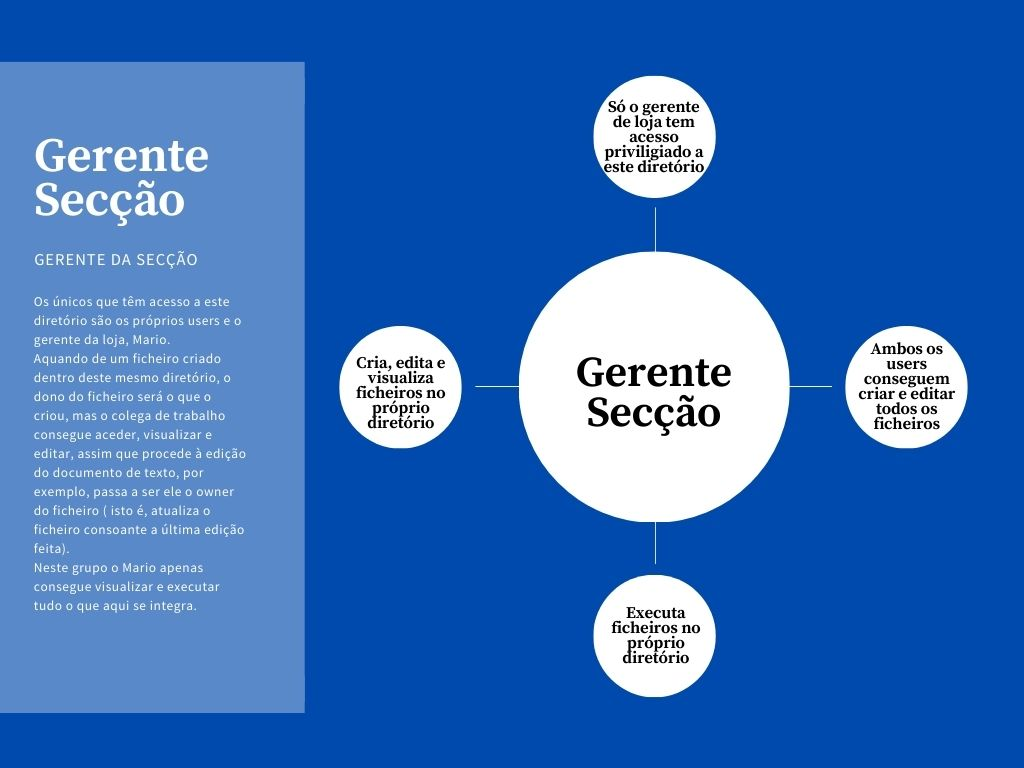 Gerente
Secção
GERENTE DA SECÇÃO
Os únicos que têm acesso a este
diretório são os próprios users e o
gerente da loja, Mario.
Aquando de um ficheiro criado
dentro deste mesmo diretório, o
dono do ficheiro será o que o
criou, mas o colega de trabalho
consegue aceder, visualizar e
editar, assim que procede à edição
do documento de texto, por
exemplo, passa a ser ele o owner
do ficheiro ( isto é, atualiza o
ficheiro consoante a última edição
feita).
Neste grupo o Mario apenas
consegue visualizar e executar
tudo o que aqui se integra.
Só o gerente
de loja tem
acesso
priviligiado a
este diretório
Cria, edita e
visualiza
ficheiros no
próprio
diretório
Gerente
Secção
Ambos os
users
conseguem
criar e editar
todos os
ficheiros
Executa
ficheiros no
próprio
diretório